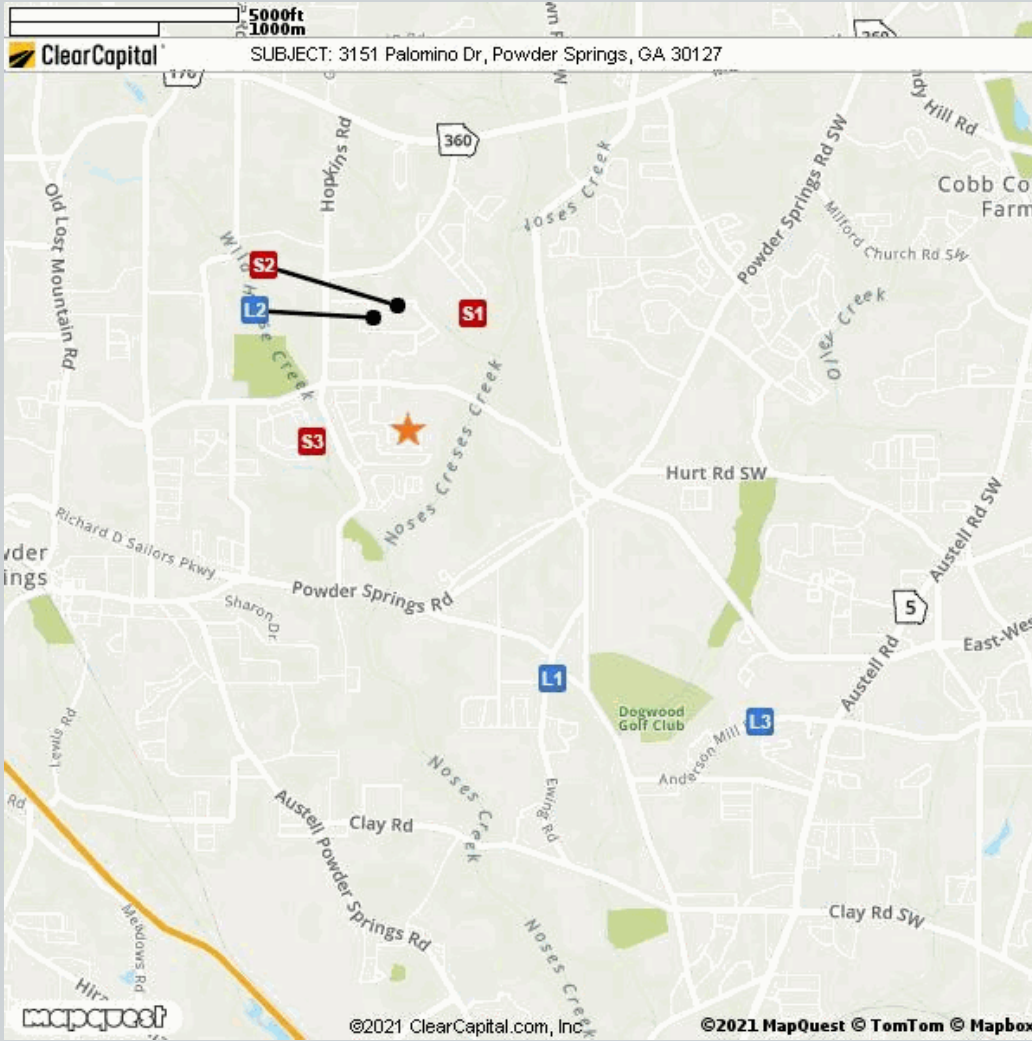 5000ft
1000m
ClearCapital
SUBJECT: 3151 Palomino Dr, Powder Springs, GA 30127
360
Hopkins Rd
Old Lost Mountain Rd
Noses Creek
Powder Springs Rd SW
Cobb Co
Farm
Milford Church Rd SW
Olley Creek
S2
L2
S1
S3
Noses Creses Creek
Hurt Rd SW
Austell Rd SW
Richard D Sailors Pkwy
Powder Springs Rd
Sharon Dr
5
East-Wes
Austell Rd
L1
Dogwood
Golf Club
L3
Anderson Mill
Lewis Rd
Rd
Noses Creek
Ewing Rd
Clay Rd
Austell Powder Springs Rd
Clay Rd SW
Meadows Rd
Noses Creek
mapquest
©2021 ClearCapital.com, Inc
©2021 MapQuest © TomTom © Mapbox